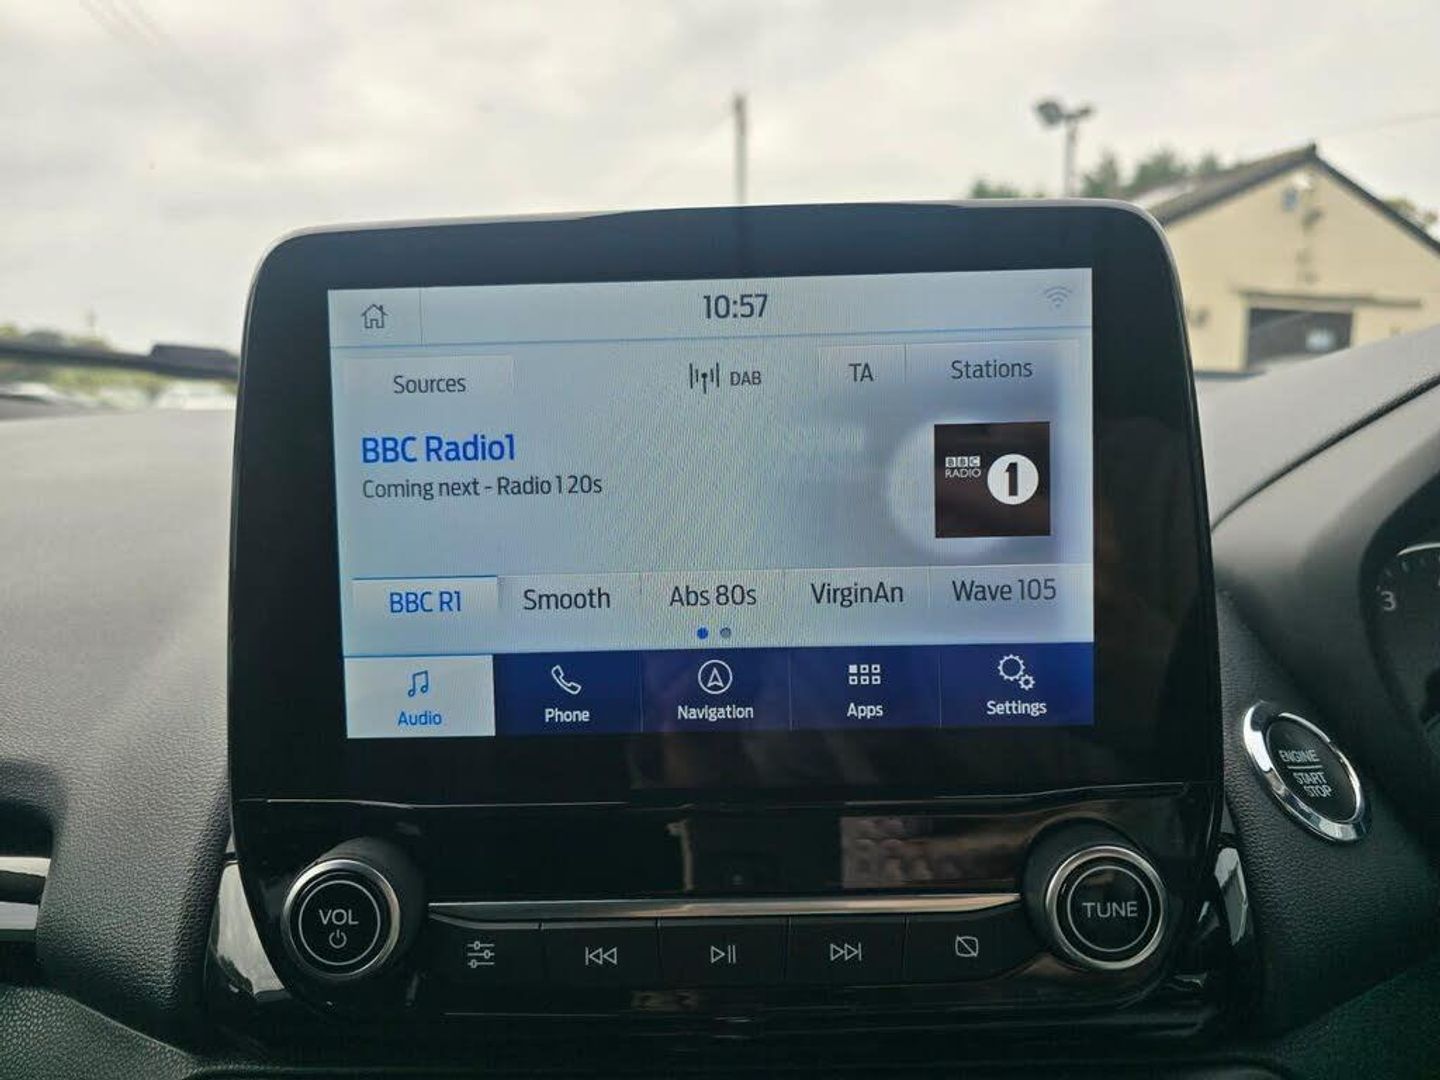 10:57
Sources
DAB
TA
Stations
BBC Radio1
Coming next - Radio 1 20s
BBC
RADIO
1
BBC R1
Smooth
Abs 80s
VirginAn
Wave 105
Audio
Phone
Navigation
Apps
Settings
3
ENGINE
START
STOP
VOL
TUNE